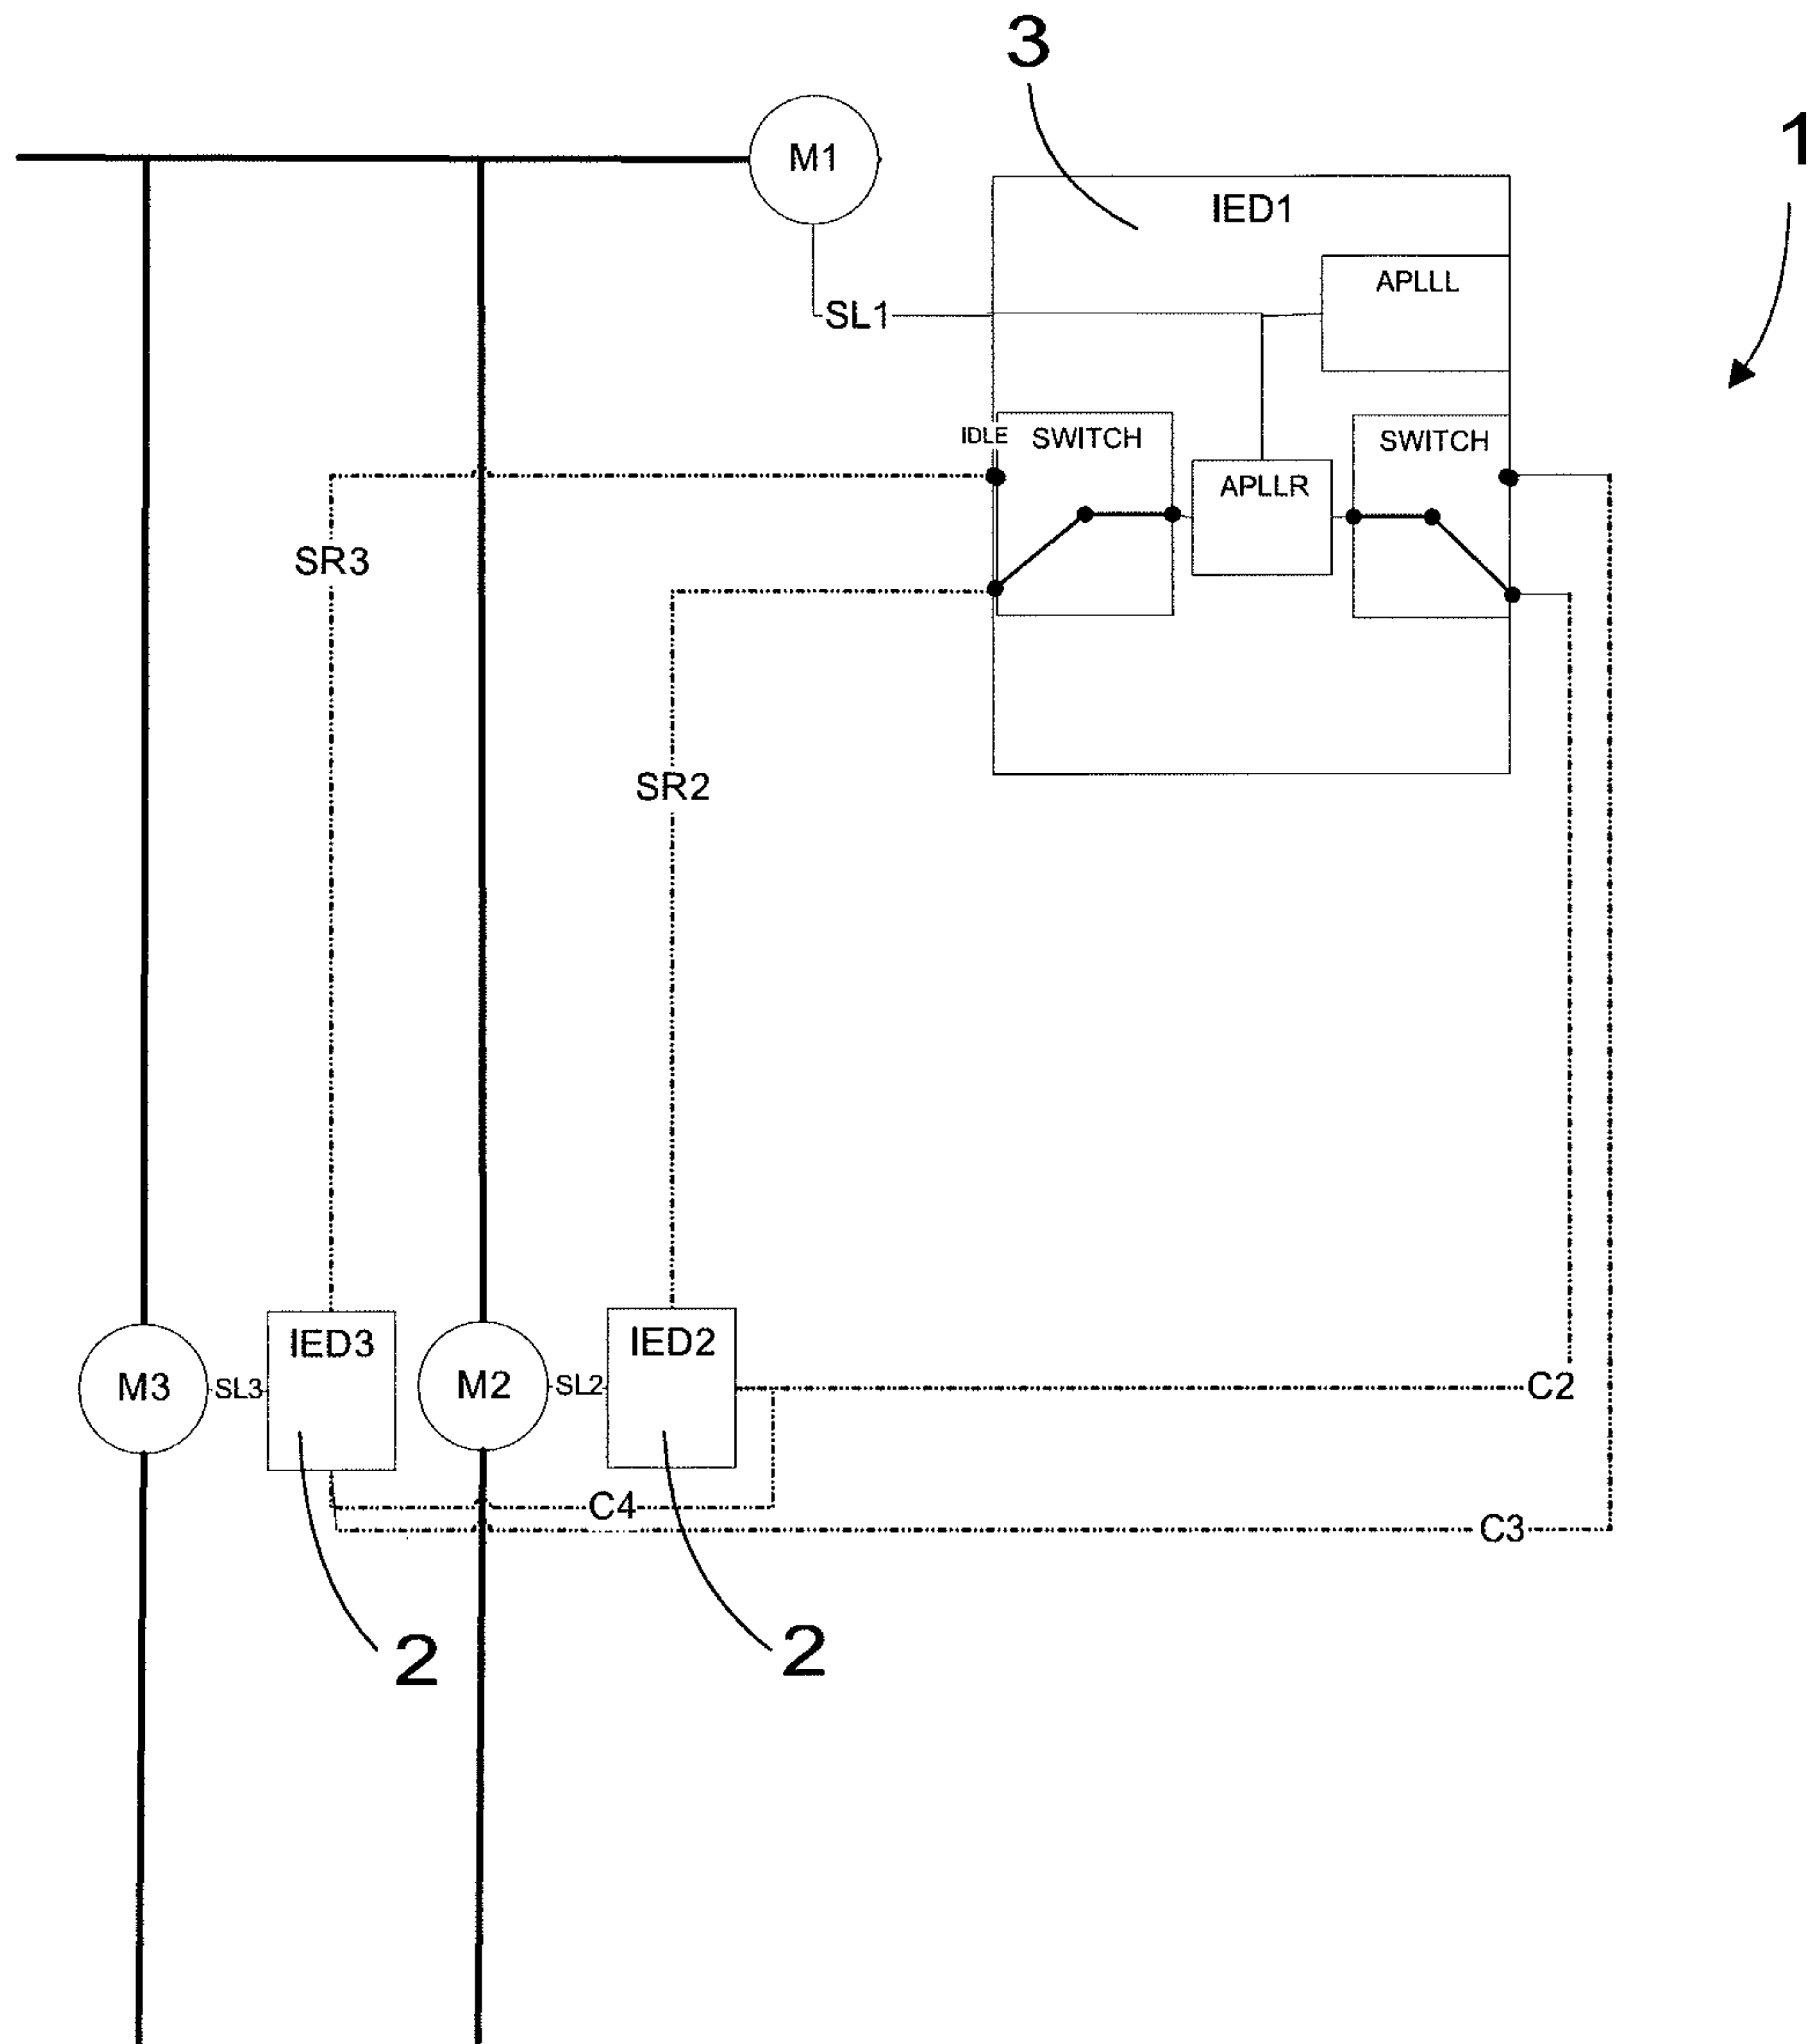 3
1
M1
IED1
APLLL
SL1
IDLE
SWITCH
SWITCH
APLLR
SR3
SR2
IED3
IED2
M3
SL3
M2
SL2
C2
C4
C3
2
2